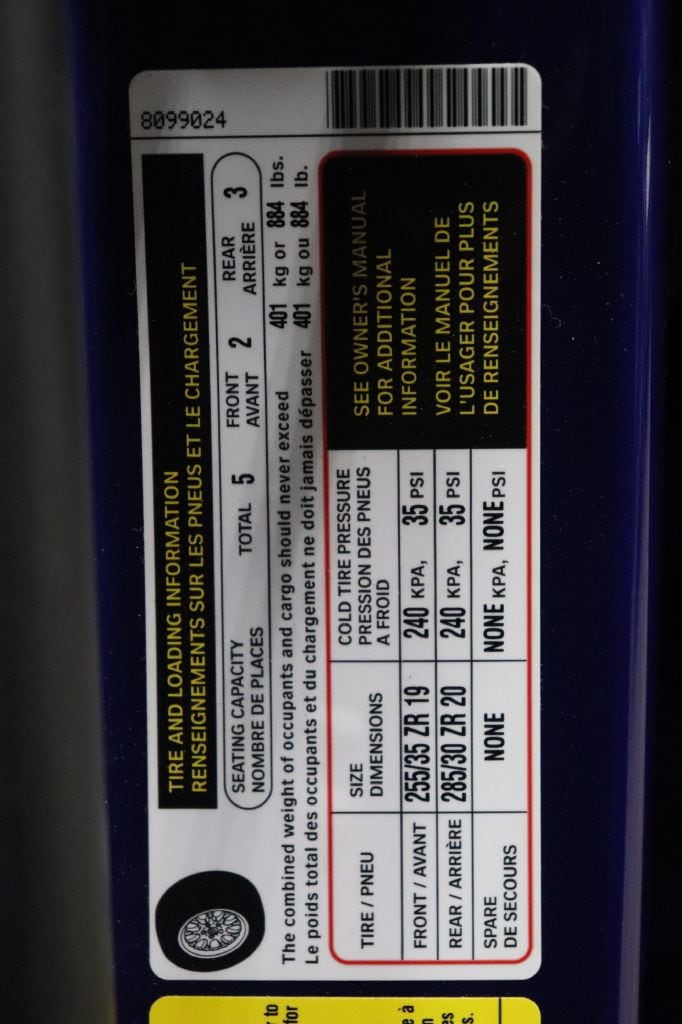 8099024
TIRE AND LOADING INFORMATION
RENSEIGNEMENTS SUR LES PNEUS ET LE CHARGEMENT
SEATING CAPACITY
NOMBRE DE PLACES
TOTAL 5
FRONT
AVANT
2
REAR
ARRIÈRE
3
The combined weight of occupants and cargo should never exceed 401 kg or 884 lbs.
Le poids total des occupants et du chargement ne doit jamais dépasser 401 kg ou 884 lb.
TIRE / PNEU
SIZE
DIMENSIONS
COLD TIRE PRESSURE
PRESSION DES PNEUS
A FROID
FRONT / AVANT 255/35 ZR 19 240 KPA, 35 PSI
REAR / ARRIÈRE 285/30 ZR 20 240 KPA, 35 PSI
SPARE
DE SECOURS
NONE NONE KPA, NONE PSI
SEE OWNER'S MANUAL
FOR ADDITIONAL
INFORMATION
VOIR LE MANUEL DE
L'USAGER POUR PLUS
DE RENSEIGNEMENTS
to
for
e à